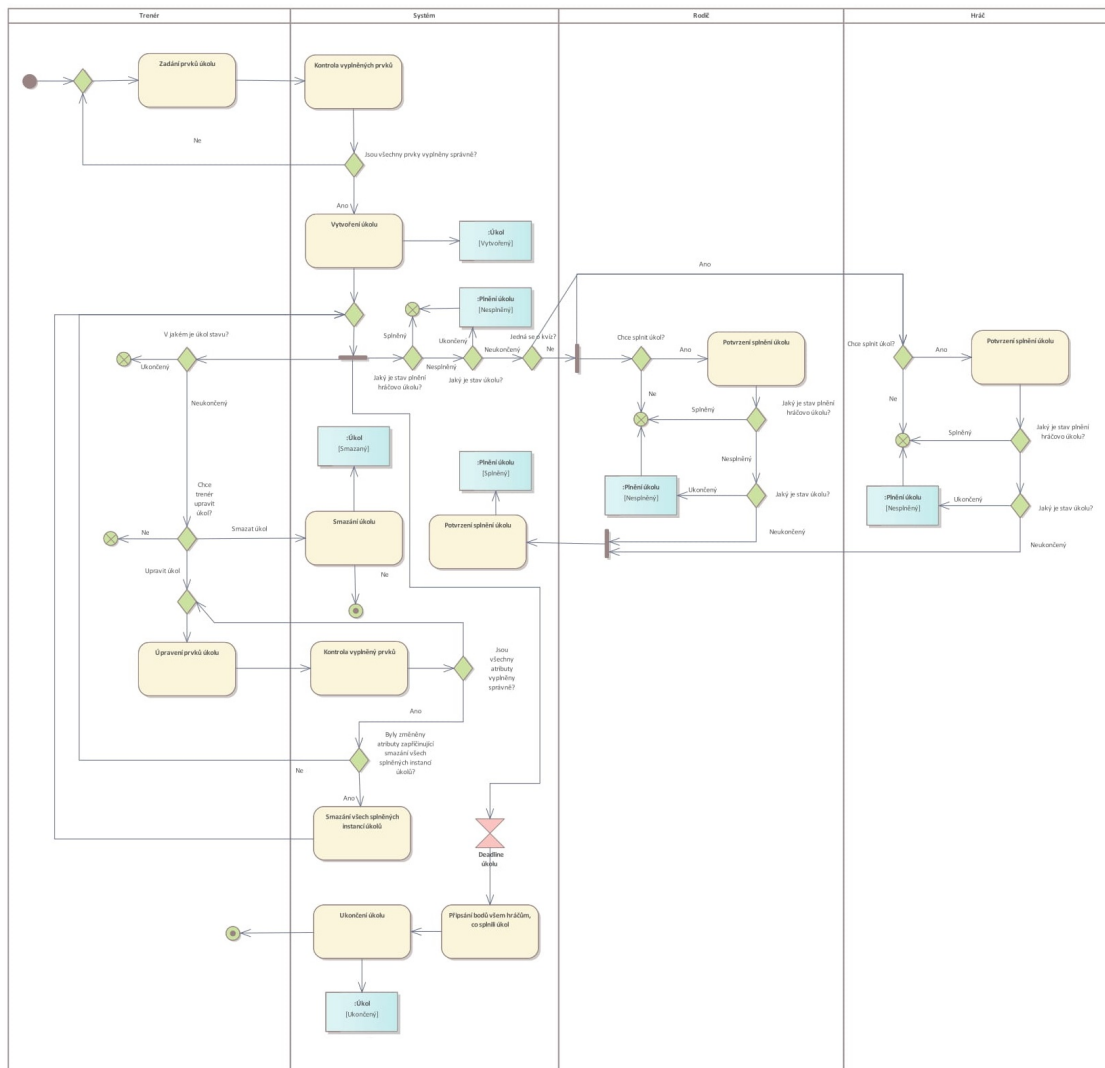 Trenér
Systém
Rodič
Hráč
Zadání prvků úkolu
Kontrola vyplněných prvků
Ne
Jsou všechny prvky vyplněny správně?
Ano
Vytvoření úkolu
:Úkol
[Vytvořený]
Ano
:Plnění úkolu
[Nesplněný]
V jakém je úkol stavu?
Splněný
Ukončený
Jedná se o kvíz?
Chce splnit úkol?
Potvrzení splnění úkolu
Chce splnit úkol?
Potvrzení splnění úkolu
Ukončený
Nesplněný
Neukončený
Ne
Ano
Ano
Jaký je stav plnění
hráčovo úkolu?
Jaký je stav úkolu?
Ne
Ne
Jaký je stav plnění
hráčovo úkolu?
Jaký je stav plnění
hráčovo úkolu?
Neukončený
Splněný
Splněný
:Úkol
[Smazaný]
Nesplněný
:Plnění úkolu
[Splněný]
Chce
trenér
upravit
úkol?
:Plnění úkolu
[Nesplněný]
Ukončený
Jaký je stav úkolu?
:Plnění úkolu
[Nesplněný]
Ukončený
Jaký je stav úkolu?
Ne
Smazat úkol
Smazání úkolu
Potvrzení splnění úkolu
Neukončený
Neukončený
Upravit úkol
Ne
Úpravení prvků úkolu
Kontrola vyplněný prvků
Jsou
všechny
atributy
vyplněny
správně?
Ano
Byly změněny
atributy zapříčinující
smazání všech
splněných instancí
úkolů?
Ne
Ano
Smazání všech splněných
instancí úkolů
Deadline
úkolu
Ukončení úkolu
Připsání bodů všem hráčům,
co splnili úkol
:Úkol
[Ukončený]